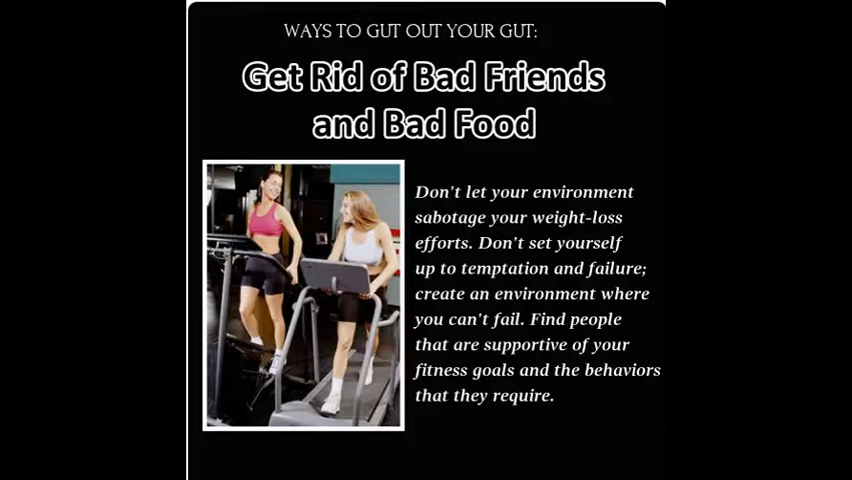 WAYS TO GUT OUT YOUR GUT:
Get Rid of Bad Friends
and Bad Food
Don't let your environment
sabotage your weight-loss
efforts. Don't set yourself
up to temptation and failure;
create an environment where
you can't fail. Find people
that are supportive of your
fitness goals and the behaviors
that they require.